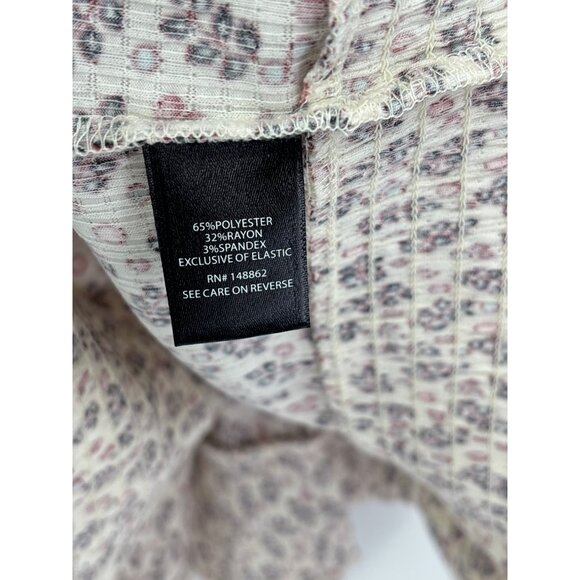 65%POLYESTER
32%RAYON
3%SPANDEX
EXCLUSIVE OF ELASTIC
RN# 148862
SEE CARE ON REVERSE